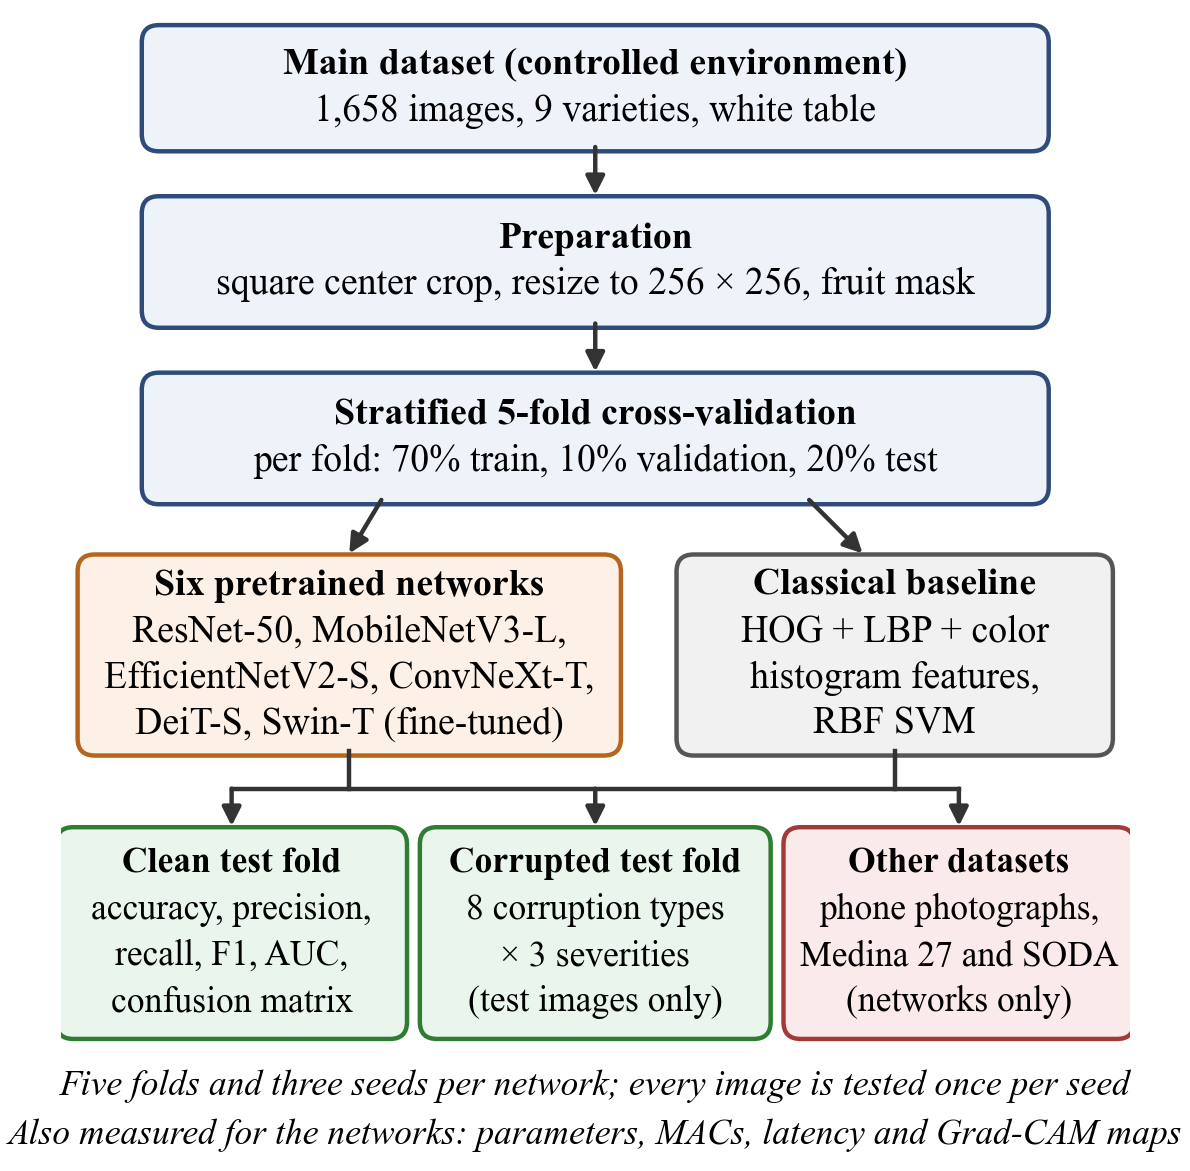 Main dataset (controlled environment)
1,658 images, 9 varieties, white table
Preparation
square center crop, resize to 256 × 256, fruit mask
Stratified 5-fold cross-validation
per fold: 70% train, 10% validation, 20% test
Six pretrained networks
ResNet-50, MobileNetV3-L,
EfficientNetV2-S, ConvNeXt-T,
DeiT-S, Swin-T (fine-tuned)
Classical baseline
HOG + LBP + color
histogram features,
RBF SVM
Clean test fold
accuracy, precision,
recall, F1, AUC,
confusion matrix
Corrupted test fold
8 corruption types
× 3 severities
(test images only)
Other datasets
phone photographs,
Medina 27 and SODA
(networks only)
Five folds and three seeds per network; every image is tested once per seed
Also measured for the networks: parameters, MACs, latency and Grad-CAM maps